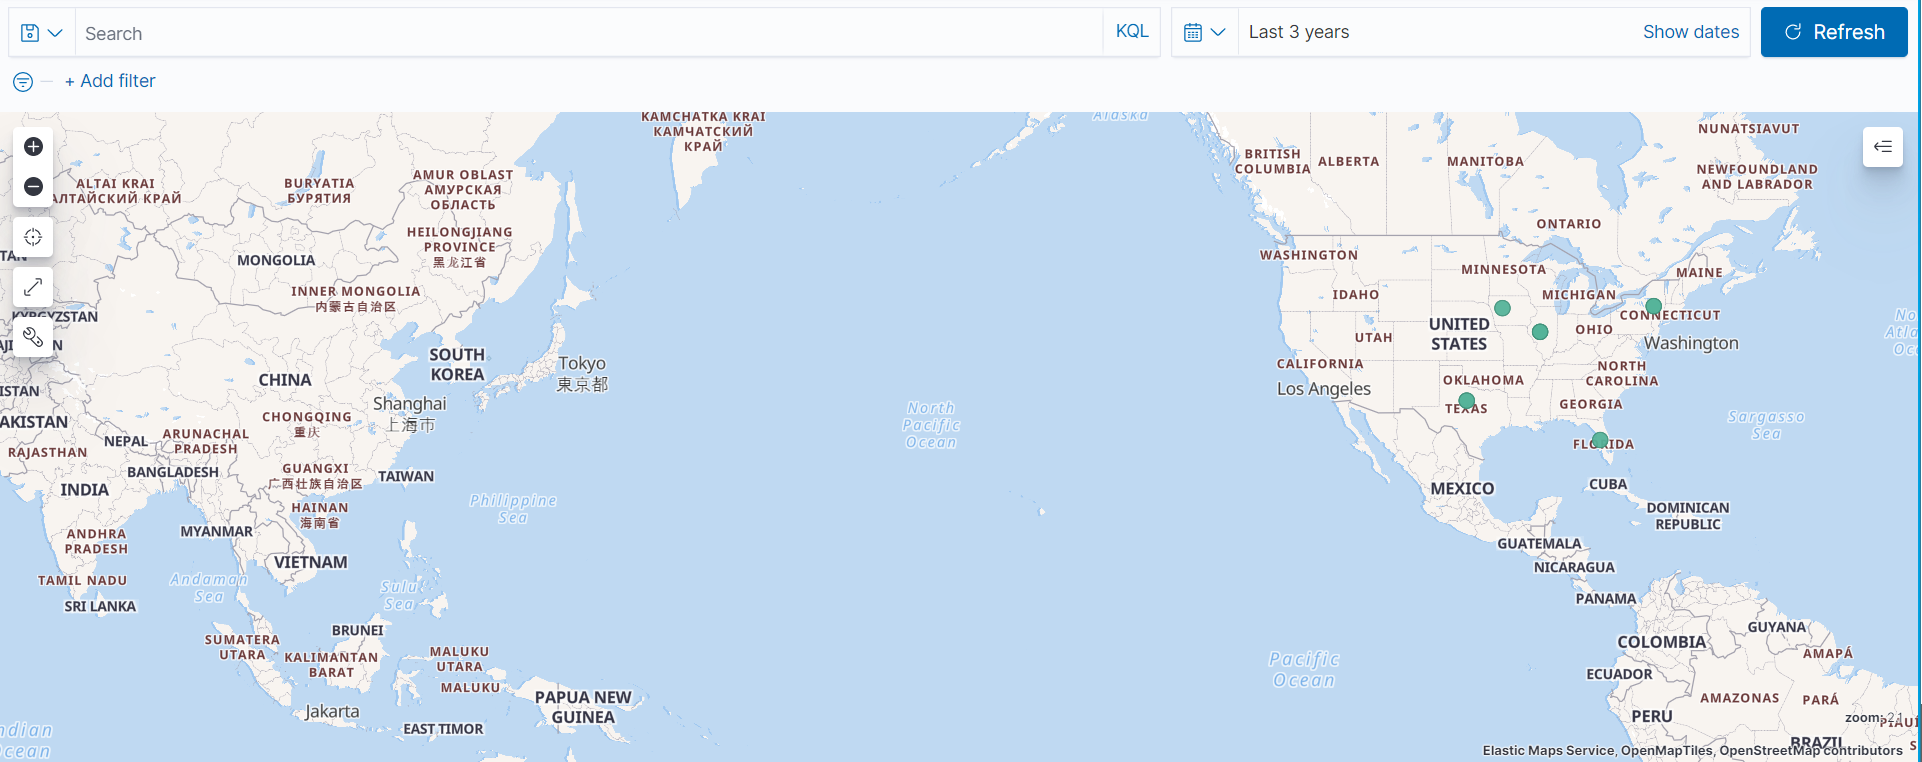 Search
KQL
Last 3 years
Show dates
Refresh
+ Add filter
KAMCHATKA KRAI
КАМЧАТСКИЙ
КРАЙ
Alaska
NUNATSIAVUT
BRITISH
COLUMBIA
ALBERTA
MANITOBA
NEWFOUNDLAND
AND LABRADOR
ALTAI KRAI
АЛТАЙСКИЙ КРАЙ
BURYATIA
БУРЯТИЯ
AMUR OBLAST
АМУРСКАЯ
ОБЛАСТЬ
ONTARIO
HEILONGJIANG
PROVINCE
黑龙江省
MONGOLIA
WASHINGTON
MINNESOTA
MAINE
INNER MONGOLIA
内蒙古自治区
IDAHO
MICHIGAN
KYRGYZSTAN
CONNECTICUT
UNITED
STATES
OHIO
UTAH
Washington
SOUTH
KOREA
Tokyo
東京都
CALIFORNIA
NORTH
CAROLINA
CHINA
OKLAHOMA
Los Angeles
ISTAN
Shanghai
上海市
TEXAS
GEORGIA
CHONGQING
重庆
North
Pacific
Ocean
Sargasso
Sea
AKISTAN
NEPAL
ARUNACHAL
PRADESH
FLORIDA
RAJASTHAN
BANGLADESH
GUANGXI
广西壮族自治区
TAIWAN
INDIA
MEXICO
CUBA
Philippine
Sea
HAINAN
海南省
DOMINICAN
REPUBLIC
ANDHRA
PRADESH
MYANMAR
GUATEMALA
VIETNAM
NICARAGUA
TAMIL NADU
Andaman
Sea
Sulu
Sea
SRI LANKA
PANAMA
BRUNEI
GUYANA
SUMATERA
UTARA
KALIMANTAN
BARAT
MALUKU
UTARA
COLOMBIA
AMAPÁ
Pacific
Ocean
ECUADOR
MALUKU
AMAZONAS
PARÁ
PAPUA NEW
GUINEA
Jakarta
PERU
zoom: 2.1
PIAUÍ
EAST TIMOR
BRAZIL
Elastic Maps Service, OpenMapTiles, OpenStreetMap contributors